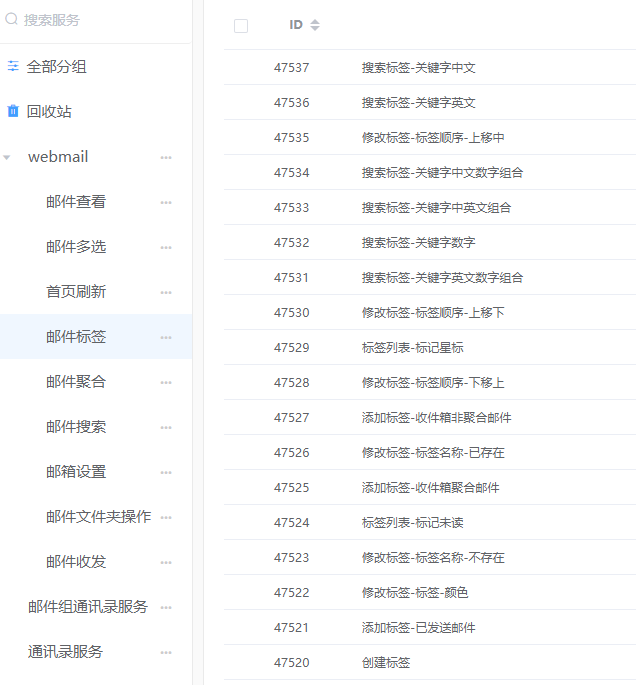 搜索服务
全部分组
回收站
webmail
邮件查看
邮件多选
首页刷新
邮件标签
邮件聚合
邮件搜索
邮箱设置
邮件文件夹操作
邮件收发
邮件组通讯录服务
通讯录服务
ID
47537 搜索标签-关键字中文
47536 搜索标签-关键字英文
47535 修改标签-标签顺序-上移中
47534 搜索标签-关键字中文数字组合
47533 搜索标签-关键字中英文组合
47532 搜索标签-关键字数字
47531 搜索标签-关键字英文数字组合
47530 修改标签-标签顺序-上移下
47529 标签列表-标记星标
47528 修改标签-标签顺序-下移上
47527 添加标签-收件箱非聚合邮件
47526 修改标签-标签名称-已存在
47525 添加标签-收件箱聚合邮件
47524 标签列表-标记未读
47523 修改标签-标签名称-不存在
47522 修改标签-标签-颜色
47521 添加标签-已发送邮件
47520 创建标签